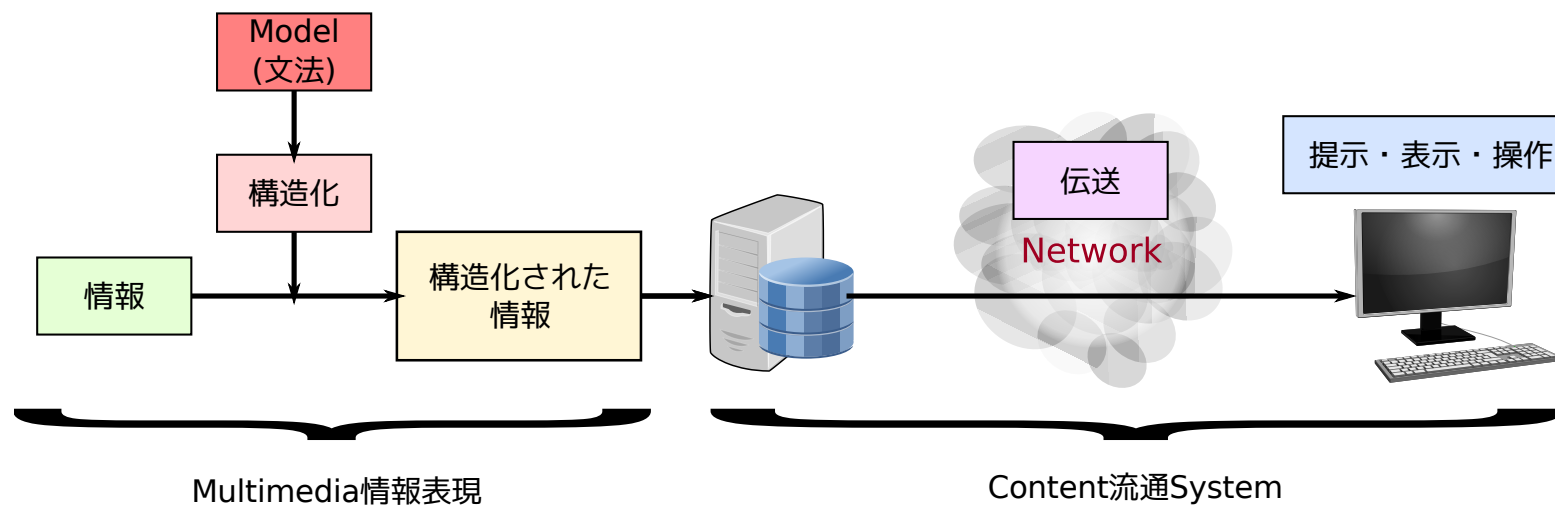 Model
(文法)
構造化
情報
構造化された
情報
伝送
Network
提示・表示・操作
Multimedia情報表現
Content流通System